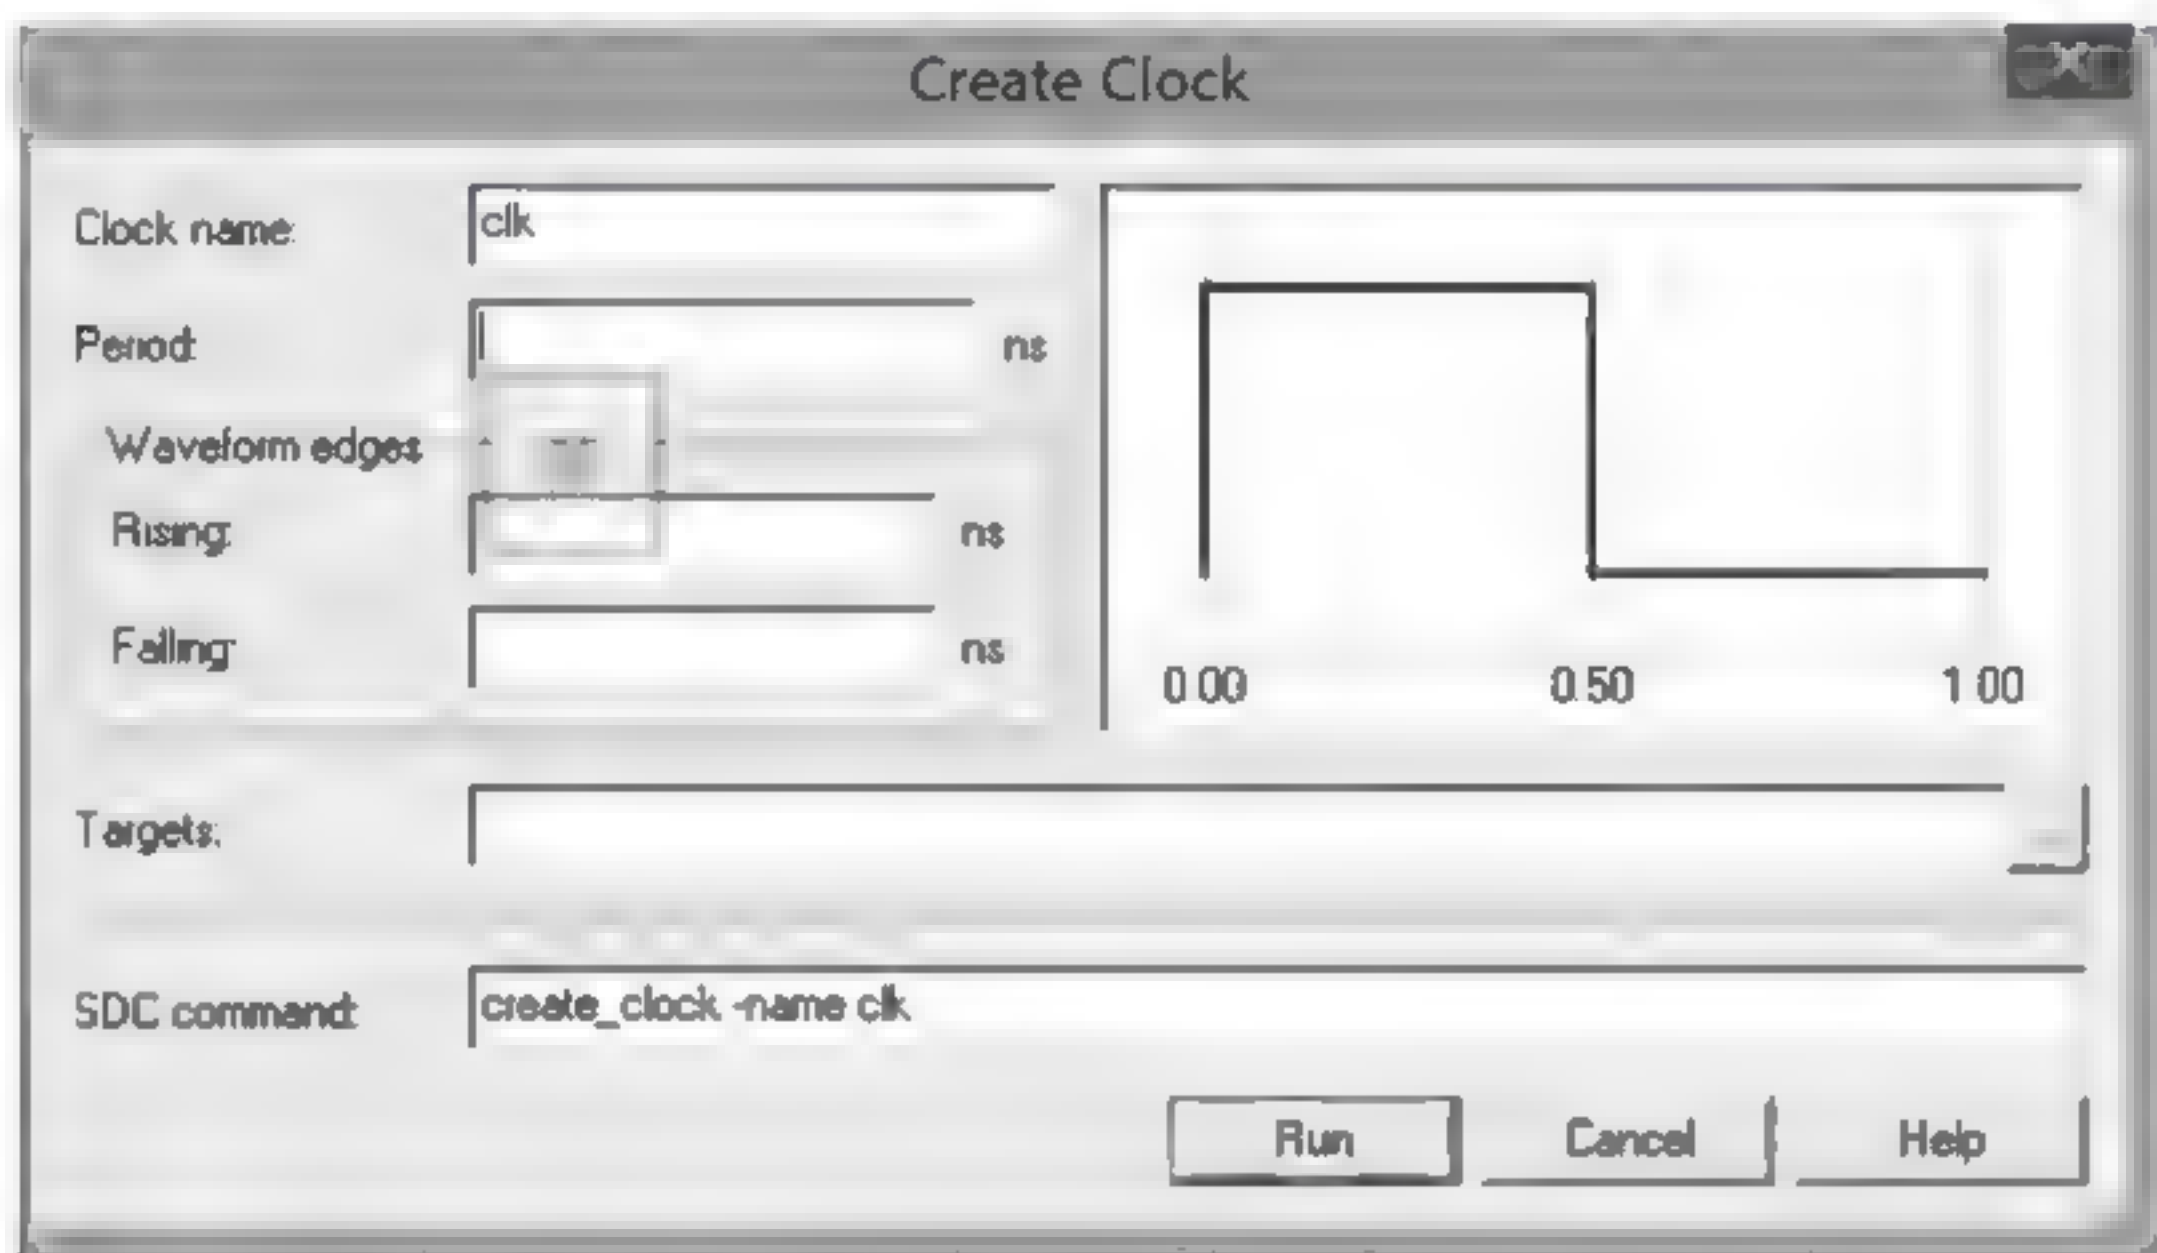 Create Clock
Clock name: clk
Period: ns
Waveform edges
Rising: ns
Falling: ns
0.00 0.50 1.00
Targets:
SDC command: create_clock -name clk
Run Cancel Help